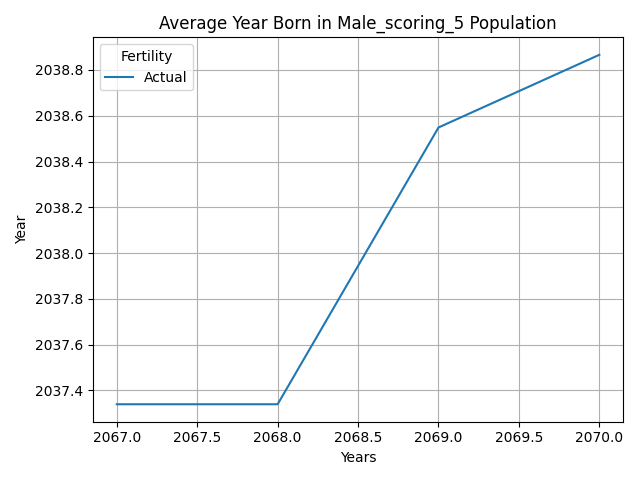 Average Year Born in Male_scoring_5 Population
Fertility
Actual
2038.8
2038.6
2038.4
2038.2
2038.0
2037.8
2037.6
2037.4
Year
2067.0 2067.5 2068.0 2068.5 2069.0 2069.5 2070.0
Years